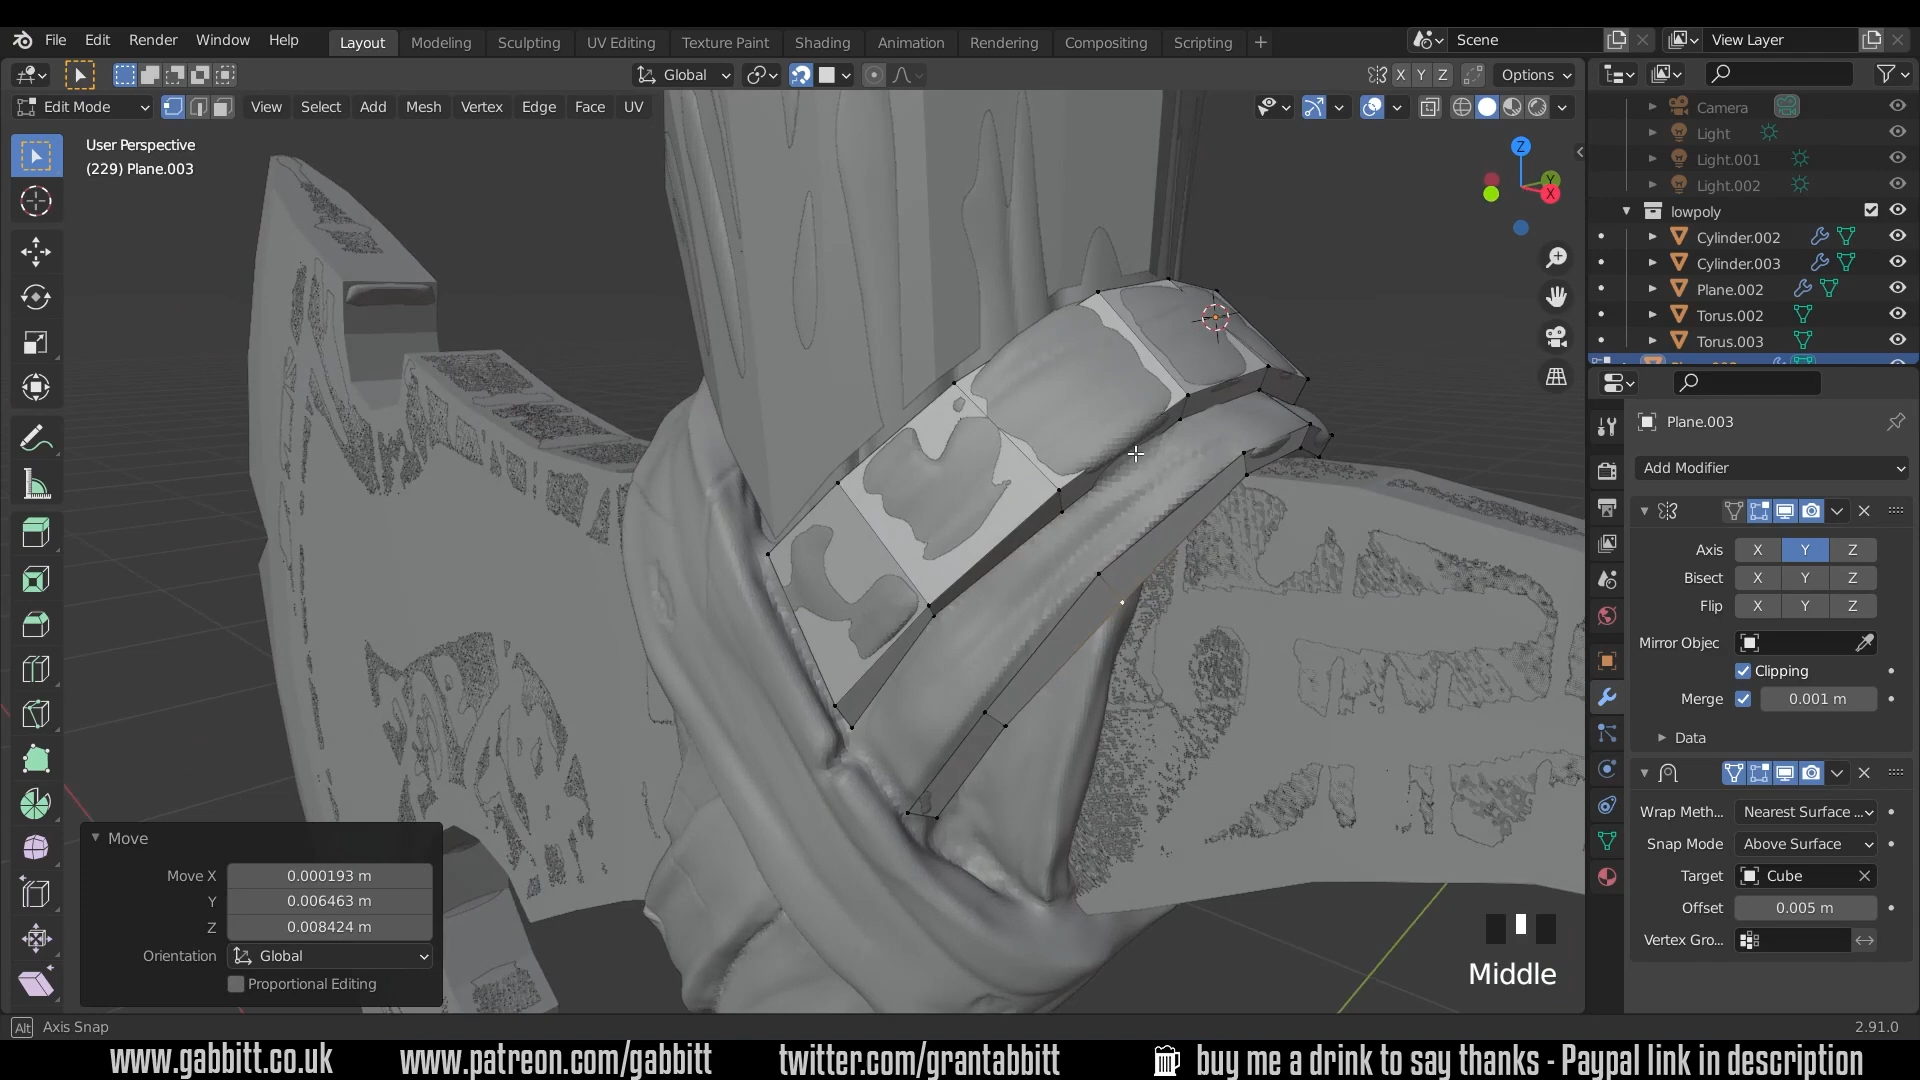 File Edit Render Window Help Layout Modeling Sculpting UV Editing Texture Paint Shading Animation Rendering Compositing Scripting + Scene View Layer
Global X Y Z Options
Edit Mode View Select Add Mesh Vertex Edge Face UV
User Perspective
(229) Plane.003
Z
Y
X
Camera
Light
Light.001
Light.002
lowpoly
Cylinder.002
Cylinder.003
Plane.002
Torus.002
Torus.003
Plane.003
Add Modifier
Axis X Y Z
Bisect X Y Z
Flip X Y Z
Mirror Objec
Clipping
Merge 0.001 m
Data
Wrap Meth... Nearest Surface ...
Snap Mode Above Surface
Target Cube
Offset 0.005 m
Vertex Gro...
Move
Move X 0.000193 m
Y 0.006463 m
Z 0.008424 m
Orientation Global
Proportional Editing
Middle
Alt Axis Snap 2.91.0
www.gabbitt.co.uk www.patreon.com/gabbitt twitter.com/grantabbitt buy me a drink to say thanks - Paypal link in description